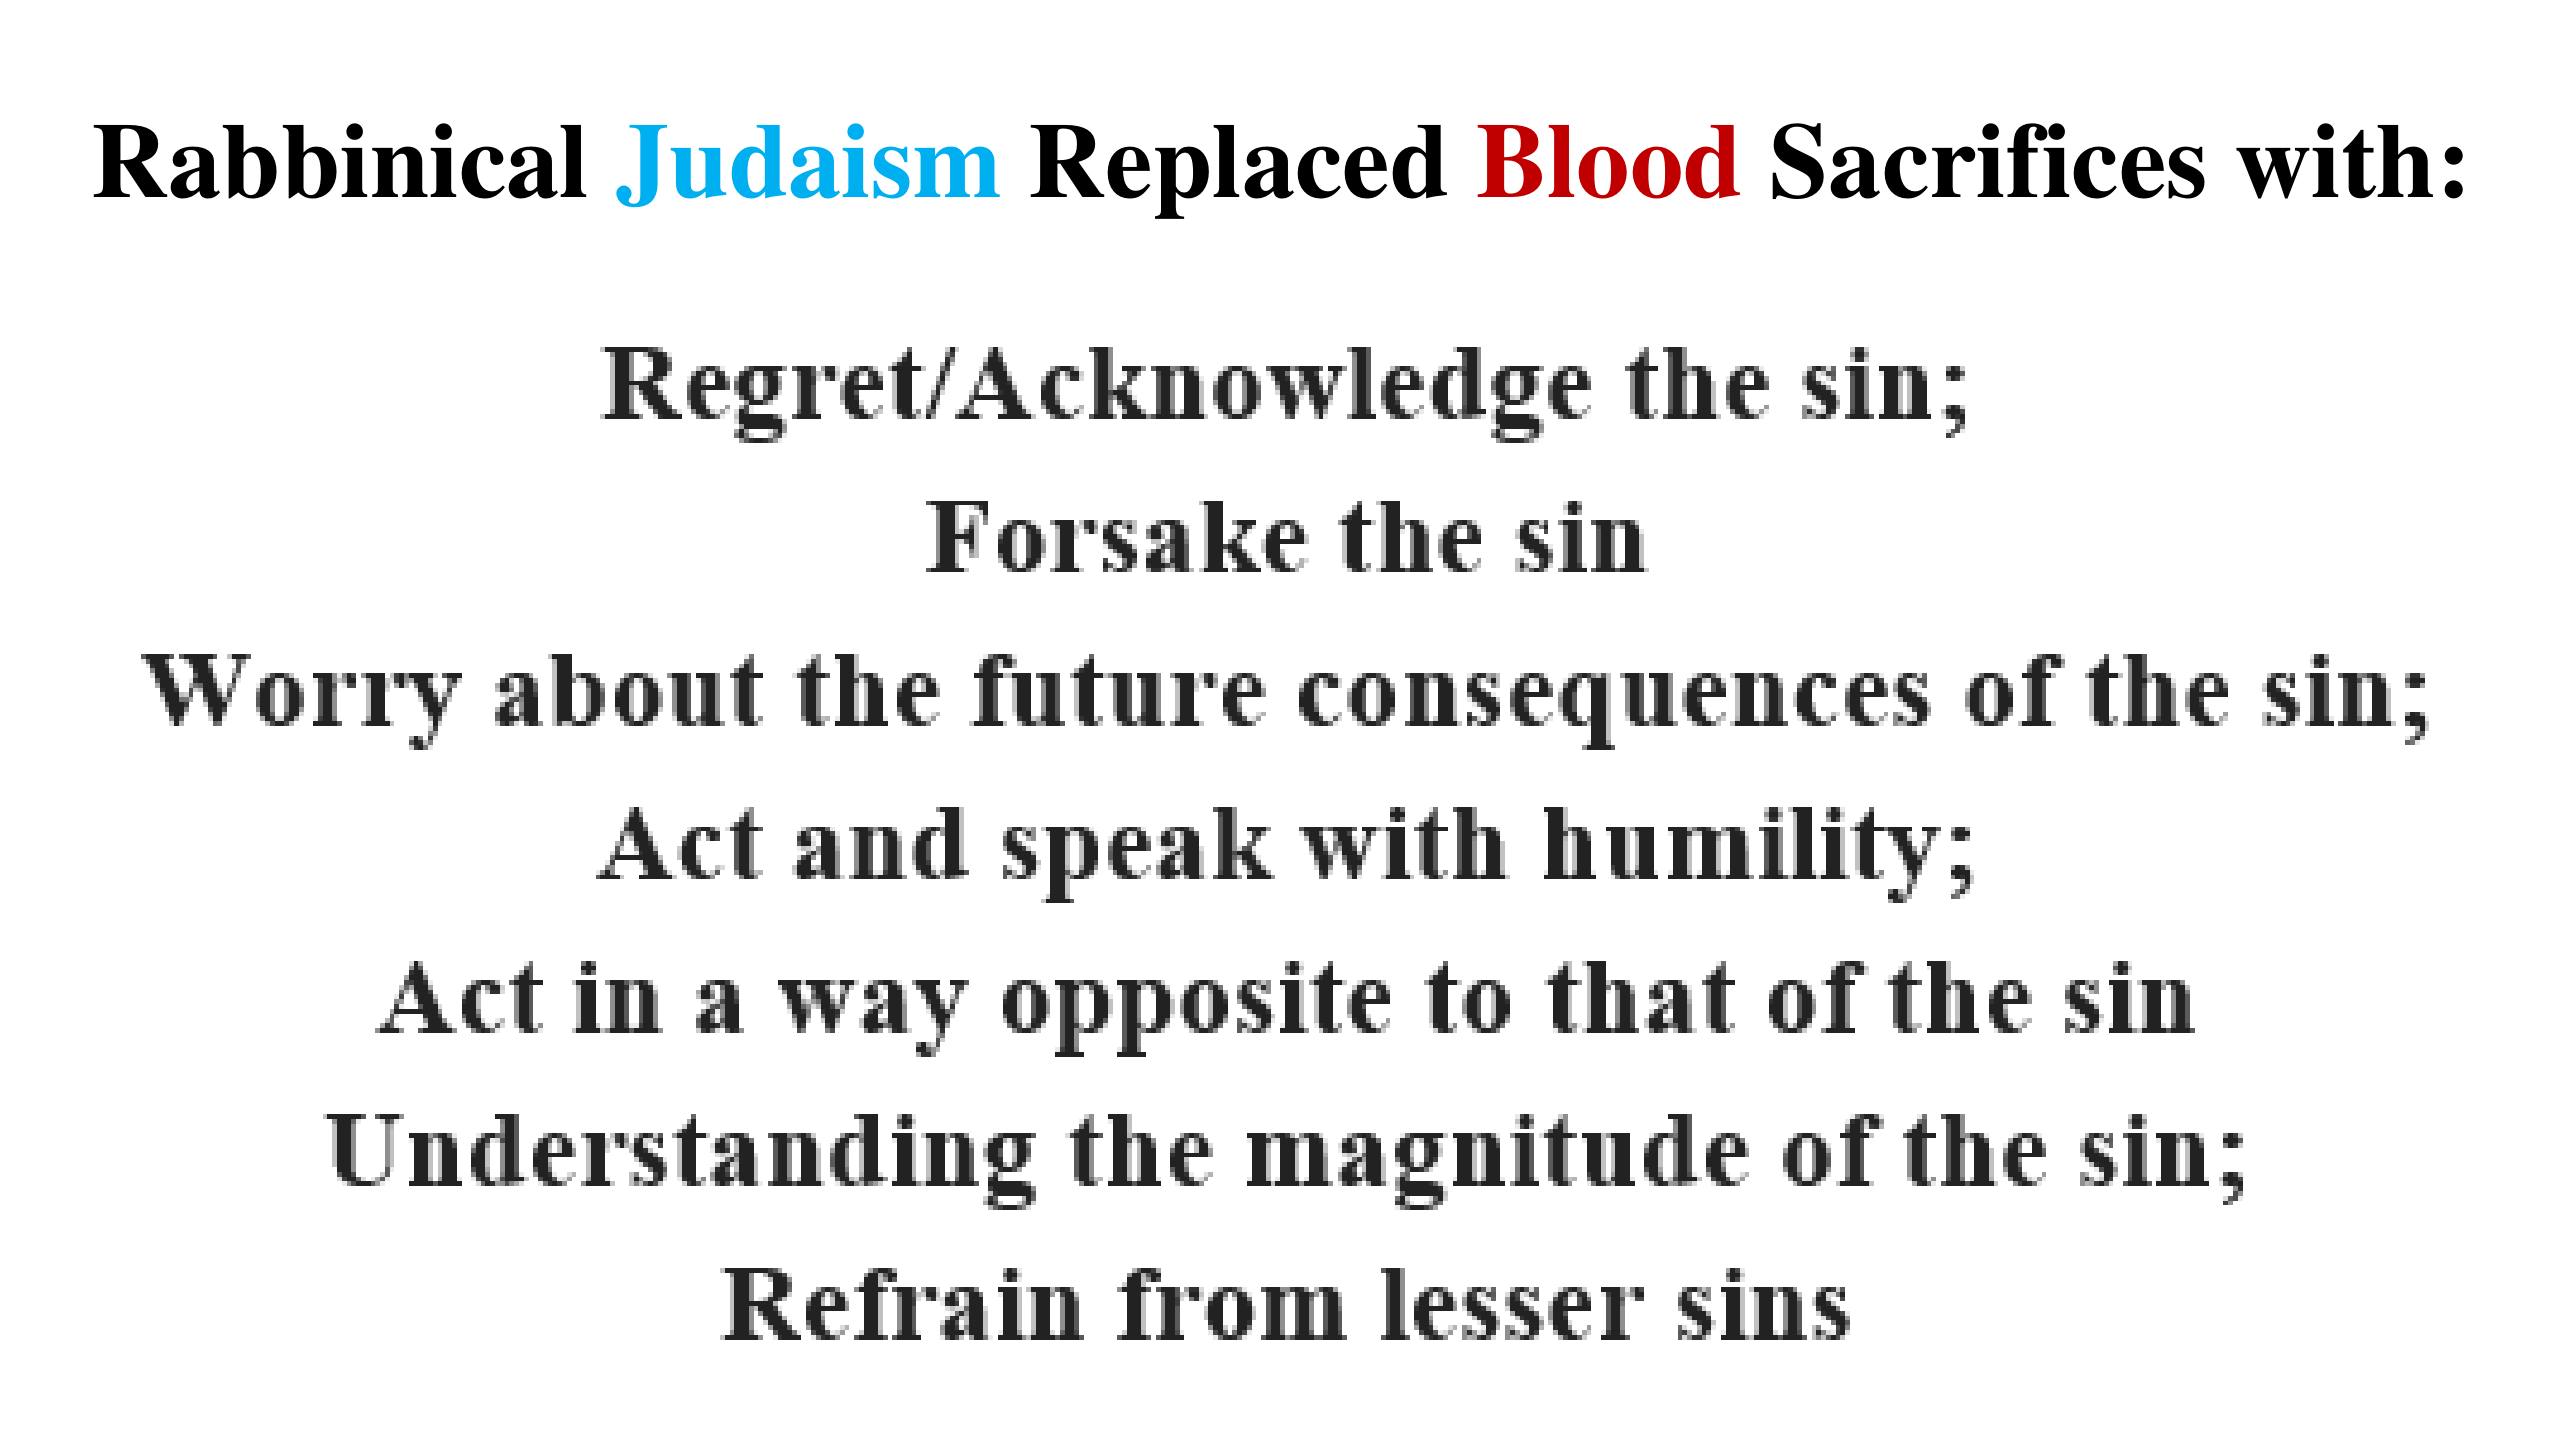 Rabbinical Judaism Replaced Blood Sacrifices with:
Regret/Acknowledge the sin;
Forsake the sin
Worry about the future consequences of the sin;
Act and speak with humility;
Act in a way opposite to that of the sin
Understanding the magnitude of the sin;
Refrain from lesser sins